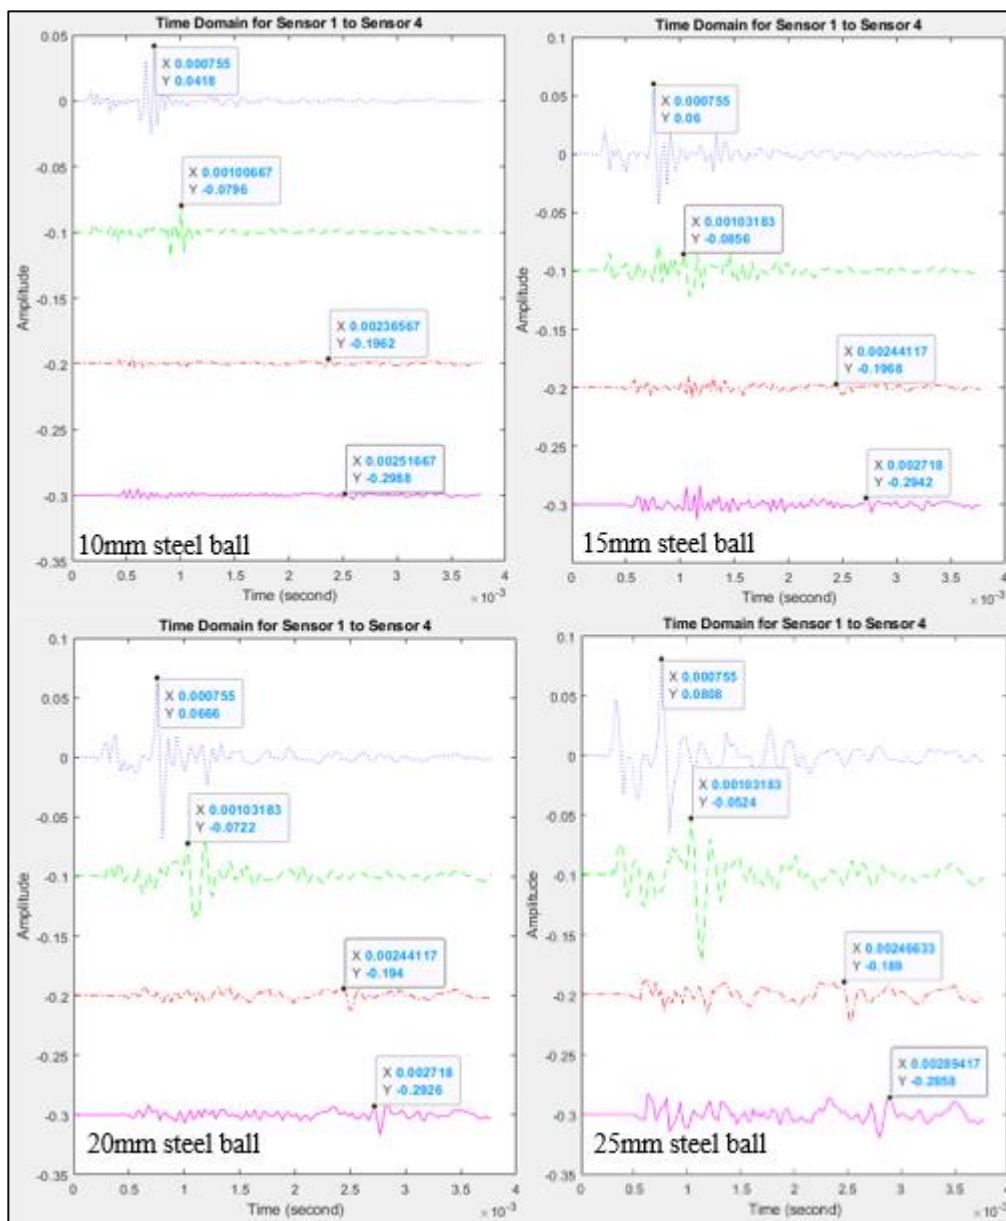 Time Domain for Sensor 1 to Sensor 4
0.05
0
-0.05
-0.1
-0.15
-0.2
-0.25
-0.3
-0.35
Amplitude
X 0.000755
Y 0.0418
X 0.00100667
Y -0.0796
X 0.00236567
Y -0.1962
X 0.00251667
Y -0.2988
10mm steel ball
0 0.5 1 1.5 2 2.5 3 3.5 4
Time (second)
×10⁻³
Time Domain for Sensor 1 to Sensor 4
0.1
0.05
0
-0.05
-0.1
-0.15
-0.2
-0.25
-0.3
Amplitude
X 0.000755
Y 0.06
X 0.00103183
Y -0.0856
X 0.00244117
Y -0.1968
X 0.002718
Y -0.2942
15mm steel ball
0 0.5 1 1.5 2 2.5 3 3.5 4
Time (second)
×10⁻³
Time Domain for Sensor 1 to Sensor 4
0.1
0.05
0
-0.05
-0.1
-0.15
-0.2
-0.25
-0.3
-0.35
Amplitude
X 0.000755
Y 0.0666
X 0.00103183
Y -0.0722
X 0.00244117
Y -0.194
X 0.002718
Y -0.2926
20mm steel ball
0 0.5 1 1.5 2 2.5 3 3.5 4
Time (second)
×10⁻³
Time Domain for Sensor 1 to Sensor 4
0.1
0.05
0
-0.05
-0.1
-0.15
-0.2
-0.25
-0.3
-0.35
Amplitude
X 0.000755
Y 0.0808
X 0.00103183
Y -0.0524
X 0.00246633
Y -0.189
X 0.00289417
Y -0.2858
25mm steel ball
0 0.5 1 1.5 2 2.5 3 3.5 4
Time (second)
×10⁻³